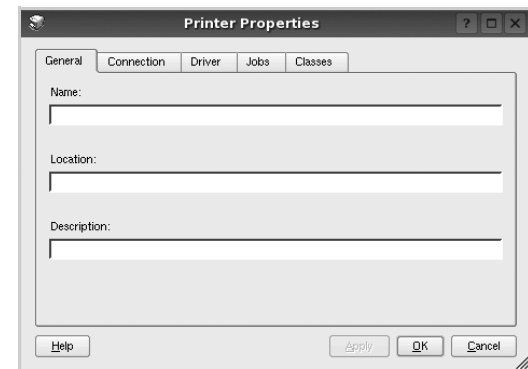 Printer Properties
?
General Connection Driver Jobs Classes
Name:
Location:
Description:
Help Apply OK Cancel